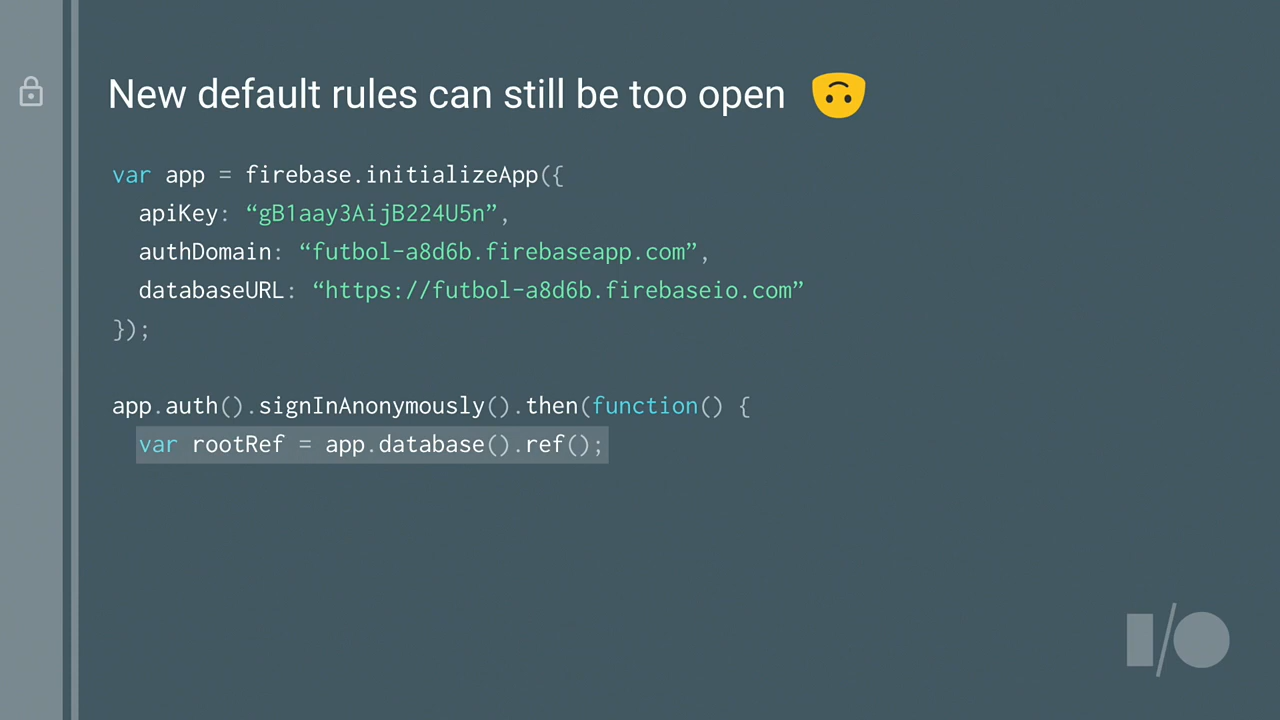 New default rules can still be too open
var app = firebase.initializeApp({
  apiKey: “gB1aay3AijB224U5n”,
  authDomain: “futbol-a8d6b.firebaseapp.com”,
  databaseURL: “https://futbol-a8d6b.firebaseio.com”
});
app.auth().signInAnonymously().then(function() {
  var rootRef = app.database().ref();
I/O